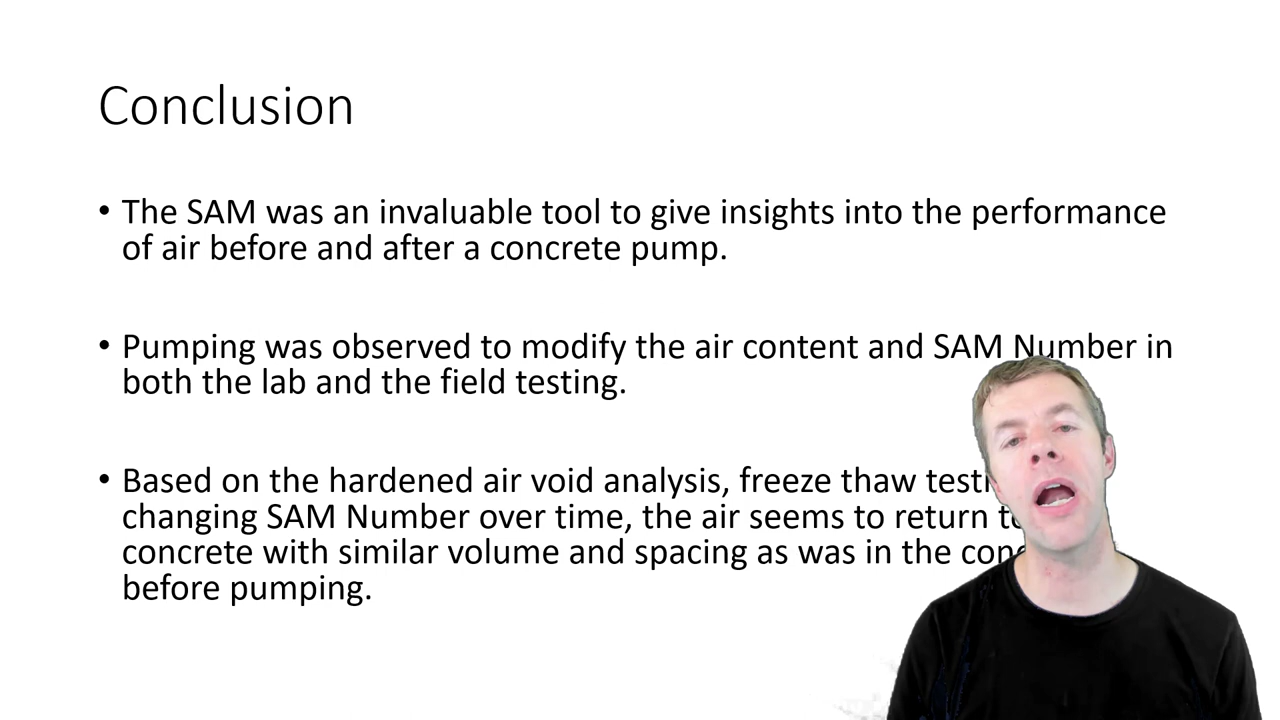 Conclusion
• The SAM was an invaluable tool to give insights into the performance
of air before and after a concrete pump.
• Pumping was observed to modify the air content and SAM Number in
both the lab and the field testing.
• Based on the hardened air void analysis, freeze thaw
changing SAM Number over time, the air seems to return
concrete with similar volume and spacing as was in the
before pumping.